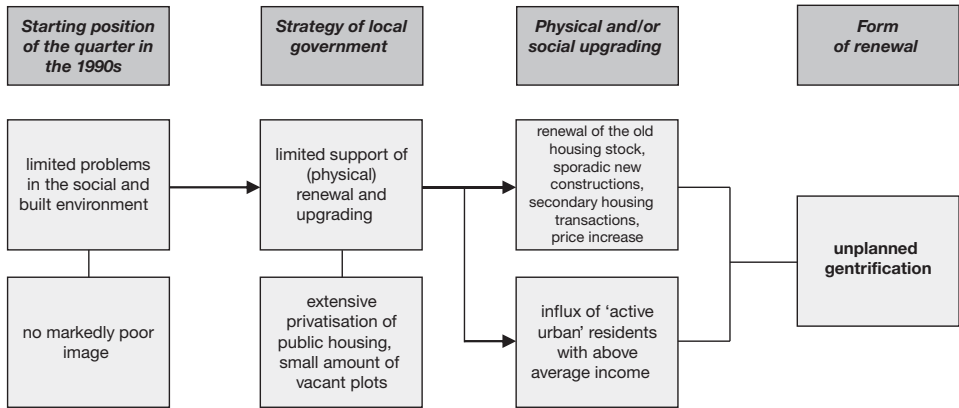 Starting position
of the quarter in
the 1990s
Strategy of local
government
Physical and/or
social upgrading
Form
of renewal
limited problems
in the social and
built environment
limited support of
(physical)
renewal and
upgrading
renewal of the old
housing stock,
sporadic new
constructions,
secondary housing
transactions,
price increase
unplanned
gentrification
no markedly poor
image
extensive
privatisation of
public housing,
small amount of
vacant plots
influx of ‘active
urban’ residents
with above
average income